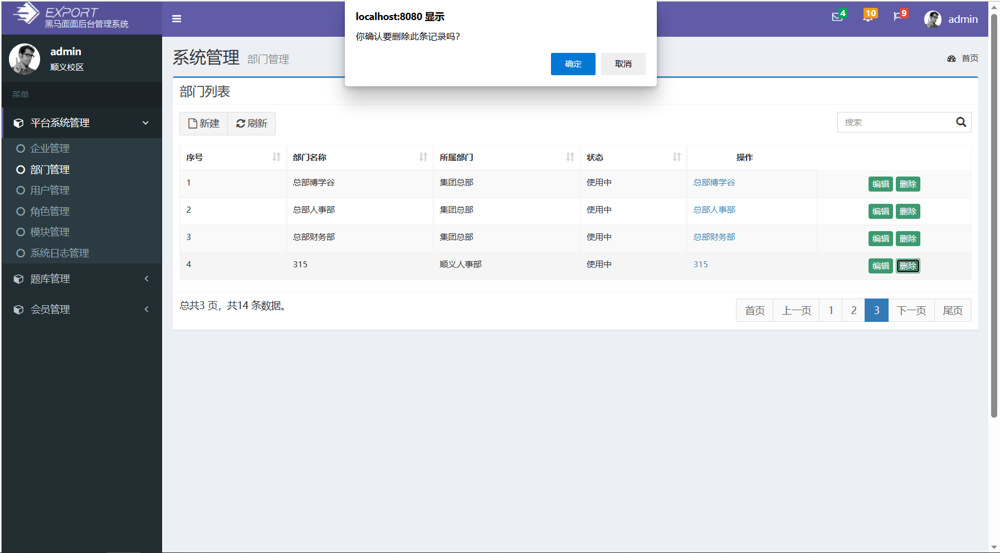 EXPORT
黑马面面后台管理系统
localhost:8080 显示
你确认要删除此条记录吗?
确定
取消
4
10
9
admin
admin
顺义校区
菜单
平台系统管理
企业管理
部门管理
用户管理
角色管理
模块管理
系统日志管理
题库管理
会员管理
系统管理 部门管理
首页
部门列表
新建
刷新
搜索
序号 部门名称 所属部门 状态 操作
1 总部博学谷 集团总部 使用中 总部博学谷 编辑 删除
2 总部人事部 集团总部 使用中 总部人事部 编辑 删除
3 总部财务部 集团总部 使用中 总部财务部 编辑 删除
4 315 顺义人事部 使用中 315 编辑 删除
总共3 页，共14 条数据。
首页 上一页 1 2 3 下一页 尾页